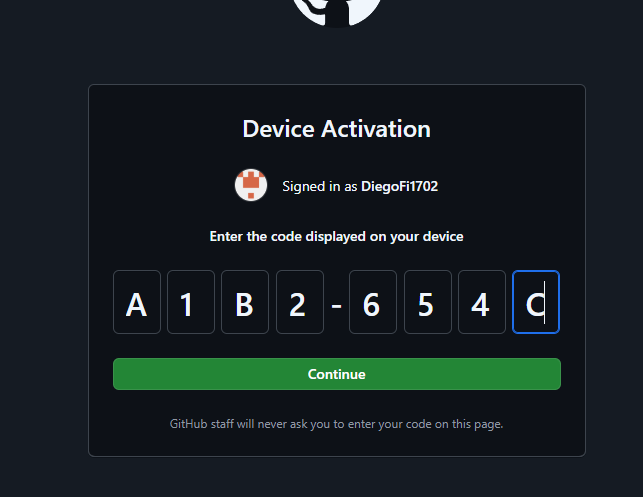 Device Activation
Signed in as DiegoFi1702
Enter the code displayed on your device
A 1 B 2 - 6 5 4 C
Continue
GitHub staff will never ask you to enter your code on this page.